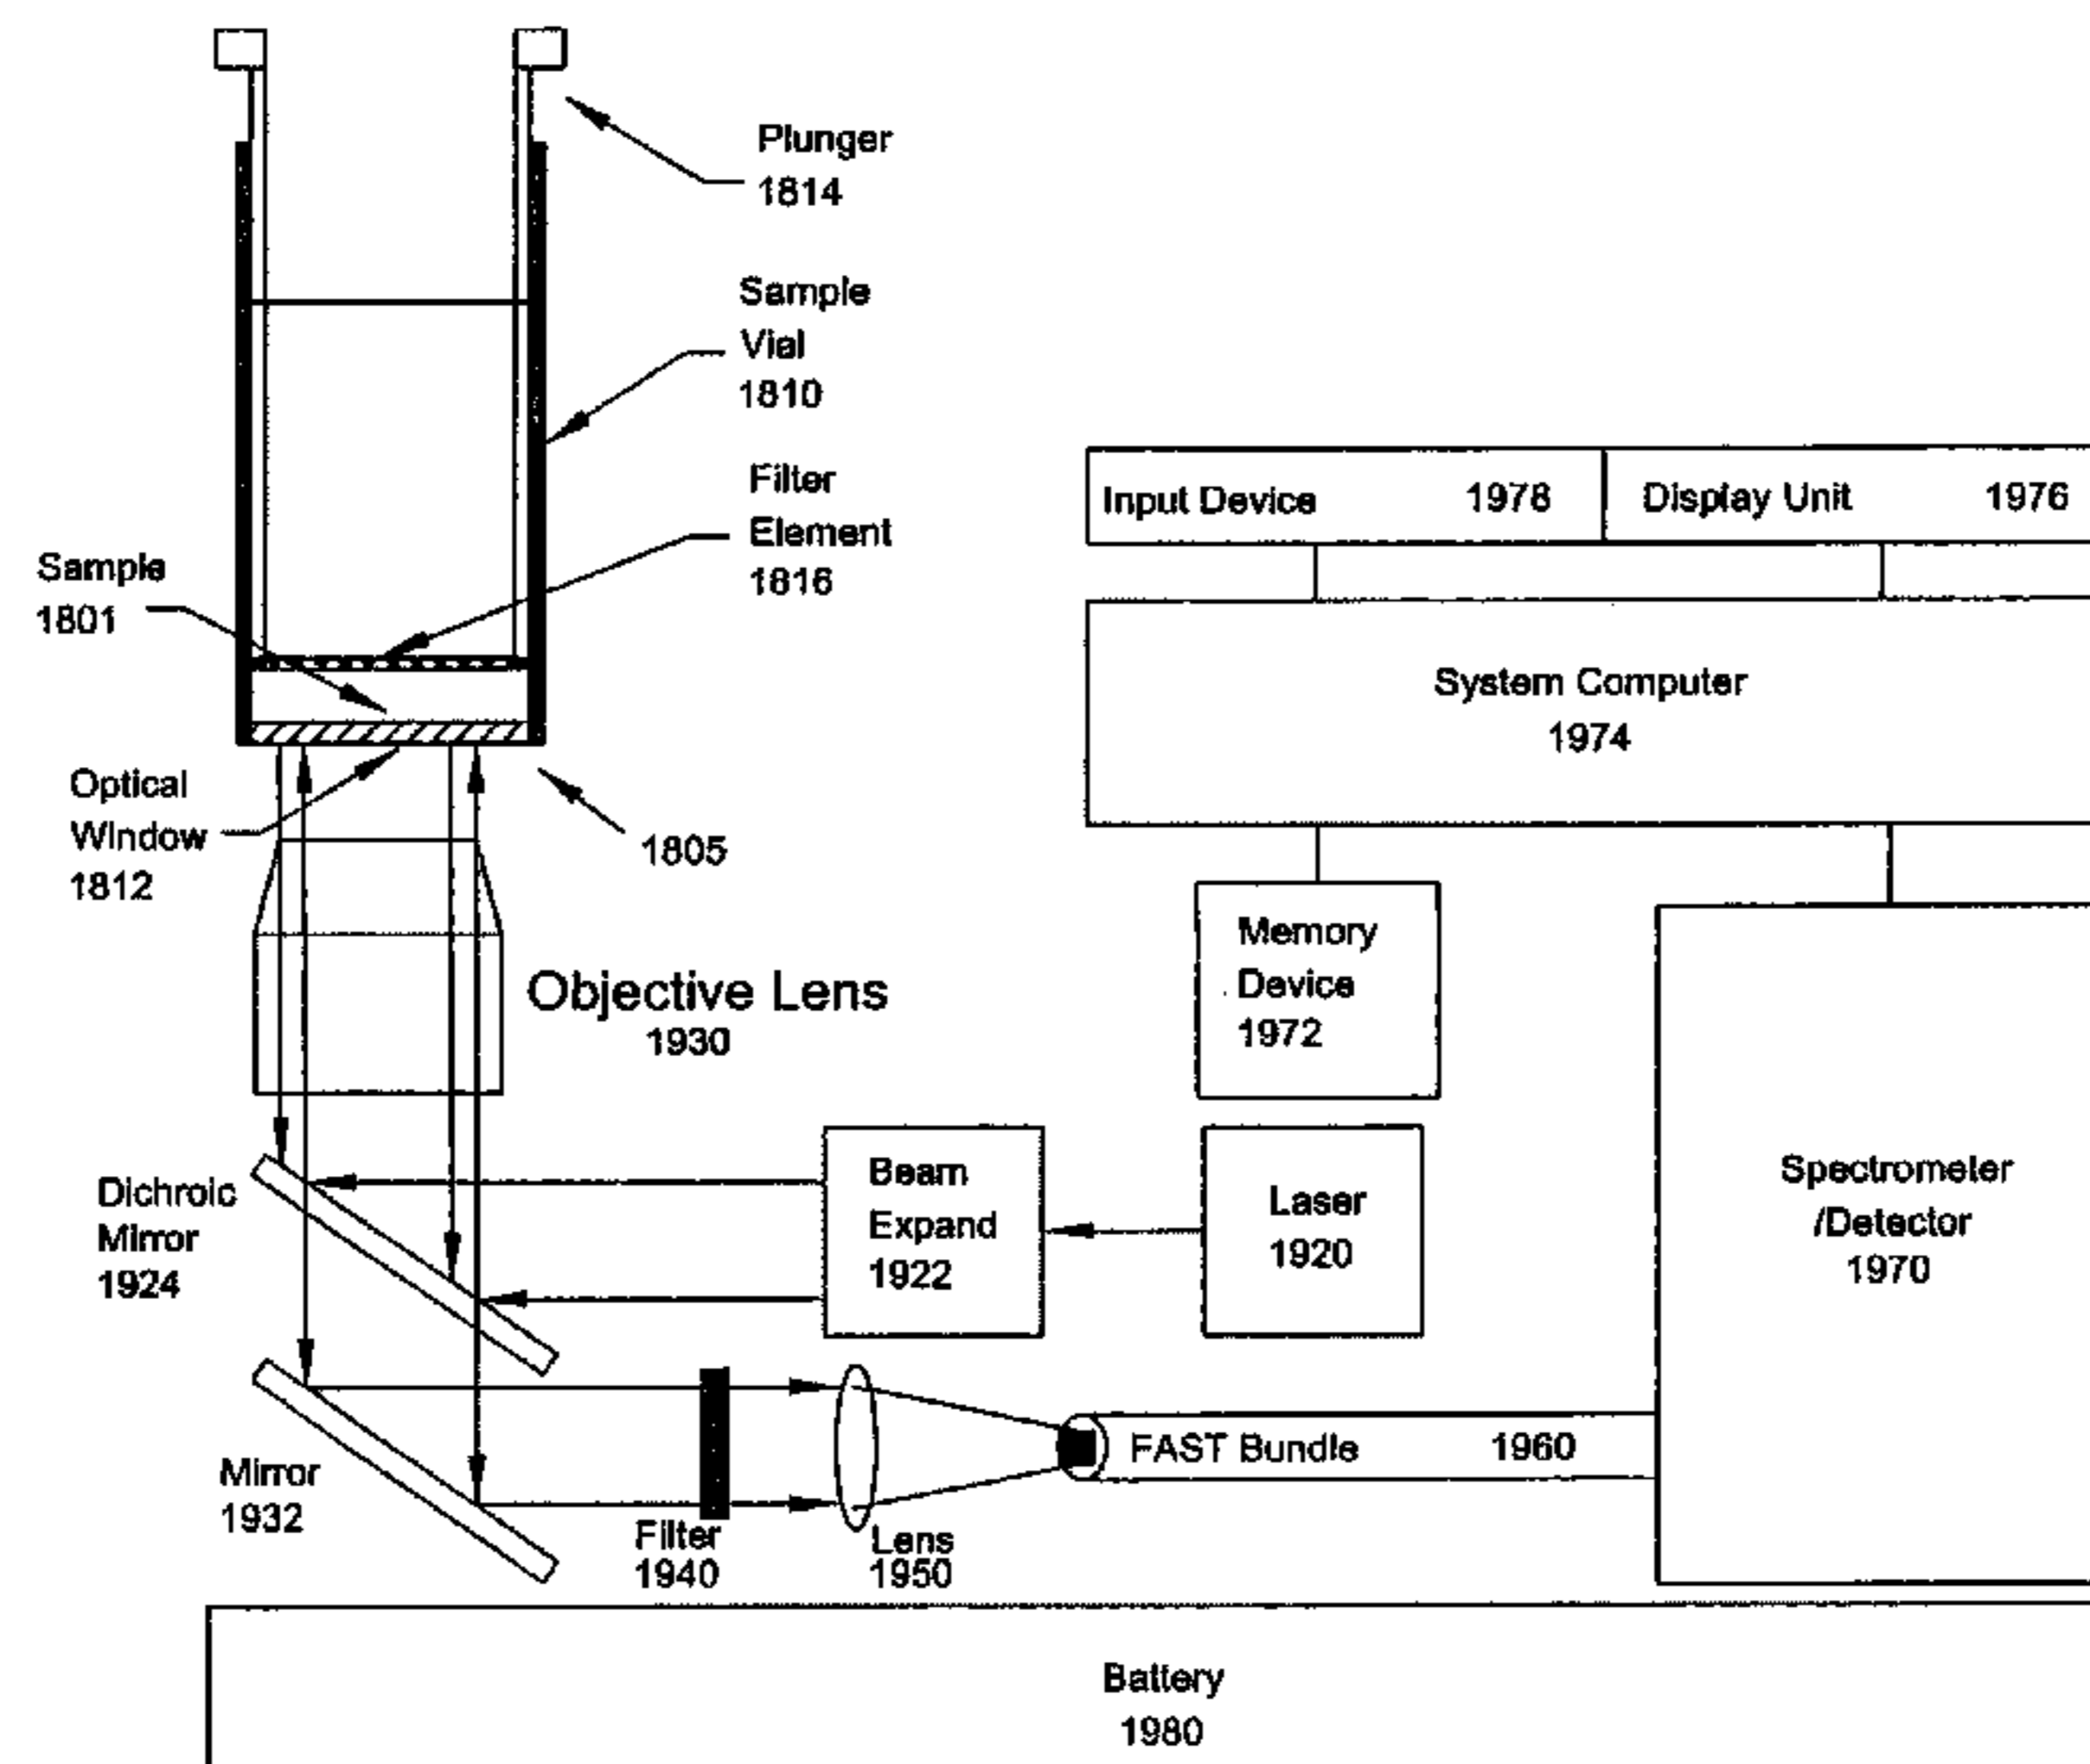 Plunger
1814
Sample
Vial
1810
Filter
Element
1816
Sample
1801
Input Device 1978 Display Unit 1976
System Computer
1974
Optical
Window
1812
1805
Memory
Device
1972
Objective Lens
1930
Dichroic
Mirror
1924
Beam
Expand
1922
Laser
1920
Spectrometer
/Detector
1970
FAST Bundle 1960
Mirror
1932
Filter
1940
Lens
1950
Battery
1980